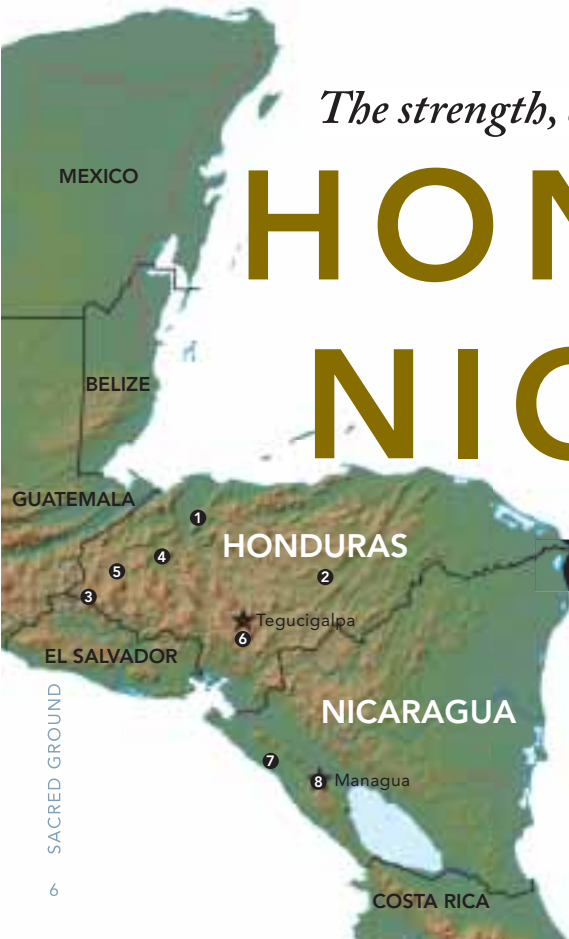 The strength,
HON
MEXICO
NIC
BELIZE
GUATEMALA
1
HONDURAS
4
5
2
3
Tegucigalpa
6
EL SALVADOR
NICARAGUA
7
8 Managua
COSTA RICA
SACRED GROUND
6